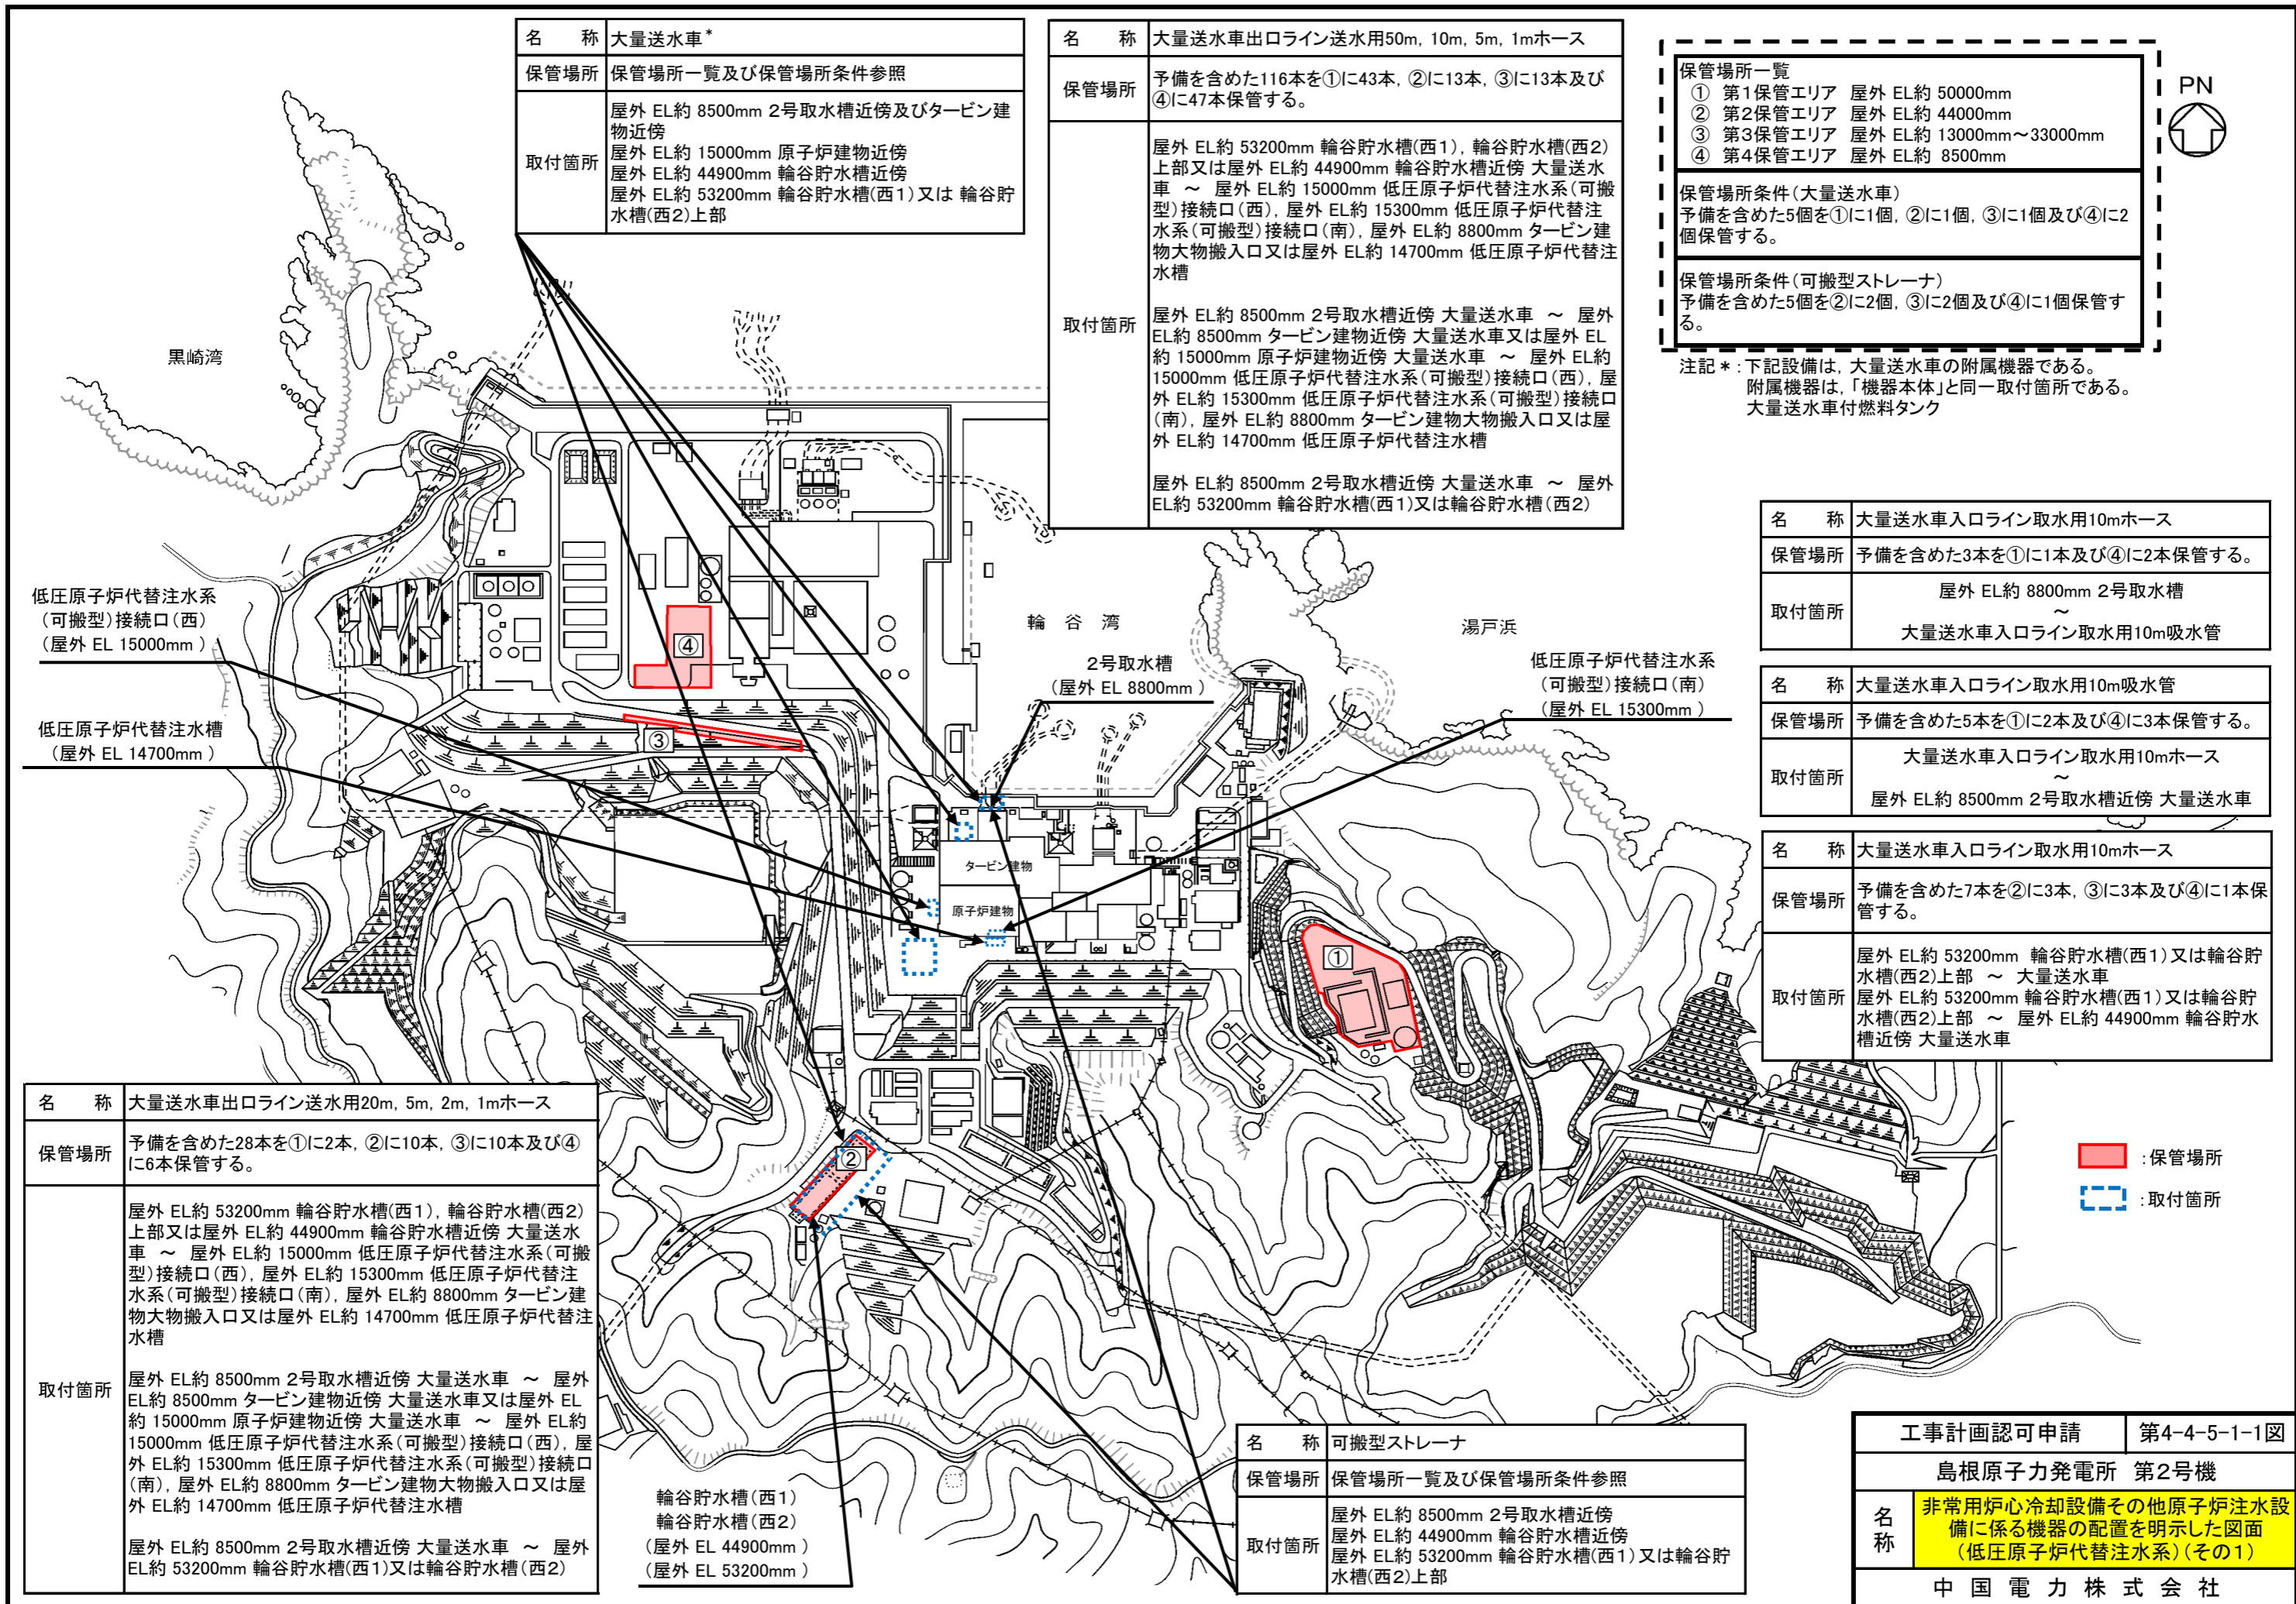 名　称 大量送水車*
保管場所 保管場所一覧及び保管場所条件参照
取付箇所
屋外 EL約 8500mm 2号取水槽近傍及びタービン建
物近傍
屋外 EL約 15000mm 原子炉建物近傍
屋外 EL約 44900mm 輪谷貯水槽近傍
屋外 EL約 53200mm 輪谷貯水槽(西1)又は 輪谷貯
水槽(西2)上部
名　称 大量送水車出口ライン送水用50m, 10m, 5m, 1mホース
保管場所
予備を含めた116本を①に43本, ②に13本, ③に13本及び
④に47本保管する。
取付箇所
屋外 EL約 53200mm 輪谷貯水槽(西1), 輪谷貯水槽(西2)
上部又は屋外 EL約 44900mm 輪谷貯水槽近傍 大量送水
車 ～ 屋外 EL約 15000mm 低圧原子炉代替注水系(可搬
型)接続口(西), 屋外 EL約 15300mm 低圧原子炉代替注
水系(可搬型)接続口(南), 屋外 EL約 8800mm タービン建
物大物搬入口又は屋外 EL約 14700mm 低圧原子炉代替注
水槽
屋外 EL約 8500mm 2号取水槽近傍 大量送水車 ～ 屋外
EL約 8500mm タービン建物近傍 大量送水車又は屋外 EL
約 15000mm 原子炉建物近傍 大量送水車 ～ 屋外 EL約
15000mm 低圧原子炉代替注水系(可搬型)接続口(西), 屋
外 EL約 15300mm 低圧原子炉代替注水系(可搬型)接続口
(南), 屋外 EL約 8800mm タービン建物大物搬入口又は屋
外 EL約 14700mm 低圧原子炉代替注水槽
屋外 EL約 8500mm 2号取水槽近傍 大量送水車 ～ 屋外
EL約 53200mm 輪谷貯水槽(西1)又は輪谷貯水槽(西2)
保管場所一覧
① 第1保管エリア 屋外 EL約 50000mm
② 第2保管エリア 屋外 EL約 44000mm
③ 第3保管エリア 屋外 EL約 13000mm～33000mm
④ 第4保管エリア 屋外 EL約 8500mm
保管場所条件(大量送水車)
予備を含めた5個を①に1個, ②に1個, ③に1個及び④に2
個保管する。
保管場所条件(可搬型ストレーナ)
予備を含めた5個を②に2個, ③に2個及び④に1個保管す
る。
PN
注記*:下記設備は, 大量送水車の附属機器である。
附属機器は,「機器本体」と同一取付箇所である。
大量送水車付燃料タンク
名　称 大量送水車入口ライン取水用10mホース
保管場所 予備を含めた3本を①に1本及び④に2本保管する。
取付箇所
屋外 EL約 8800mm 2号取水槽
～
大量送水車入口ライン取水用10m吸水管
名　称 大量送水車入口ライン取水用10m吸水管
保管場所 予備を含めた5本を①に2本及び④に3本保管する。
取付箇所
大量送水車入口ライン取水用10mホース
～
屋外 EL約 8500mm 2号取水槽近傍 大量送水車
名　称 大量送水車入口ライン取水用10mホース
保管場所
予備を含めた7本を②に3本, ③に3本及び④に1本保
管する。
取付箇所
屋外 EL約 53200mm 輪谷貯水槽(西1)又は輪谷貯
水槽(西2)上部 ～ 大量送水車
屋外 EL約 53200mm 輪谷貯水槽(西1)又は輪谷貯
水槽(西2)上部 ～ 屋外 EL約 44900mm 輪谷貯水
槽近傍 大量送水車
黒崎湾
輪谷湾
湯戸浜
低圧原子炉代替注水系
(可搬型)接続口(西)
(屋外 EL 15000mm )
低圧原子炉代替注水槽
(屋外 EL 14700mm )
2号取水槽
(屋外 EL 8800mm )
低圧原子炉代替注水系
(可搬型)接続口(南)
(屋外 EL 15300mm )
④
③
タービン建物
原子炉建物
①
②
:保管場所
:取付箇所
名　称 大量送水車出口ライン送水用20m, 5m, 2m, 1mホース
保管場所
予備を含めた28本を①に2本, ②に10本, ③に10本及び④
に6本保管する。
取付箇所
屋外 EL約 53200mm 輪谷貯水槽(西1), 輪谷貯水槽(西2)
上部又は屋外 EL約 44900mm 輪谷貯水槽近傍 大量送水
車 ～ 屋外 EL約 15000mm 低圧原子炉代替注水系(可搬
型)接続口(西), 屋外 EL約 15300mm 低圧原子炉代替注
水系(可搬型)接続口(南), 屋外 EL約 8800mm タービン建
物大物搬入口又は屋外 EL約 14700mm 低圧原子炉代替注
水槽
屋外 EL約 8500mm 2号取水槽近傍 大量送水車 ～ 屋外
EL約 8500mm タービン建物近傍 大量送水車又は屋外 EL
約 15000mm 原子炉建物近傍 大量送水車 ～ 屋外 EL約
15000mm 低圧原子炉代替注水系(可搬型)接続口(西), 屋
外 EL約 15300mm 低圧原子炉代替注水系(可搬型)接続口
(南), 屋外 EL約 8800mm タービン建物大物搬入口又は屋
外 EL約 14700mm 低圧原子炉代替注水槽
屋外 EL約 8500mm 2号取水槽近傍 大量送水車 ～ 屋外
EL約 53200mm 輪谷貯水槽(西1)又は輪谷貯水槽(西2)
輪谷貯水槽(西1)
輪谷貯水槽(西2)
(屋外 EL 44900mm )
(屋外 EL 53200mm )
名　称 可搬型ストレーナ
保管場所 保管場所一覧及び保管場所条件参照
取付箇所
屋外 EL約 8500mm 2号取水槽近傍
屋外 EL約 44900mm 輪谷貯水槽近傍
屋外 EL約 53200mm 輪谷貯水槽(西1)又は輪谷貯
水槽(西2)上部
工事計画認可申請 第4-4-5-1-1図
島根原子力発電所 第2号機
名称
非常用炉心冷却設備その他原子炉注水設
備に係る機器の配置を明示した図面
(低圧原子炉代替注水系)(その1)
中国電力株式会社